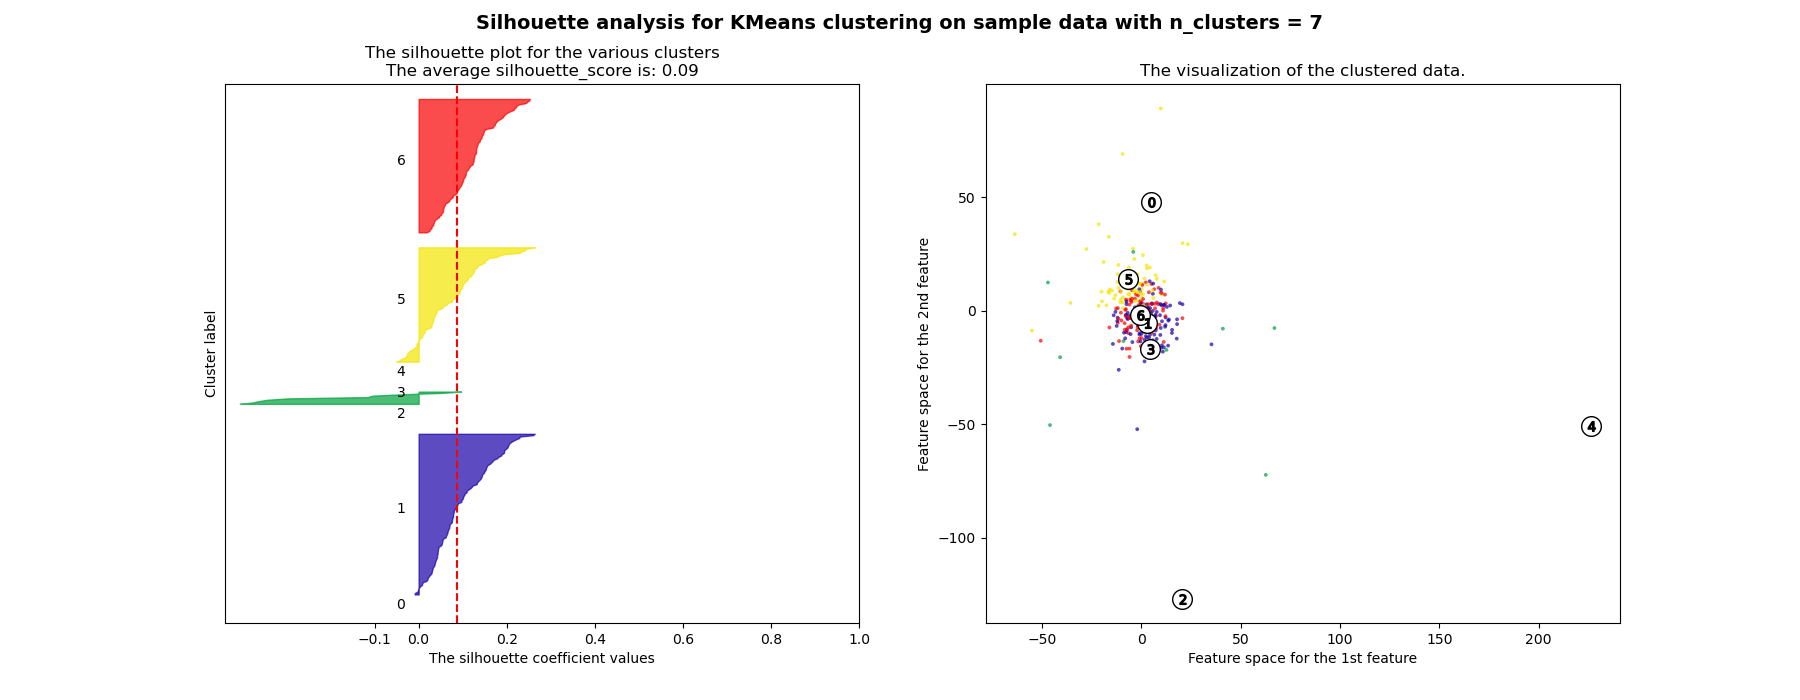 Silhouette analysis for KMeans clustering on sample data with n_clusters = 7
The silhouette plot for the various clusters
The average silhouette_score is: 0.09
6
5
4
3
2
1
0
Cluster label
−0.1 0.0 0.2 0.4 0.6 0.8 1.0
The silhouette coefficient values
The visualization of the clustered data.
50
0
−50
−100
Feature space for the 2nd feature
0
5
6
1
3
4
2
−50 0 50 100 150 200
Feature space for the 1st feature